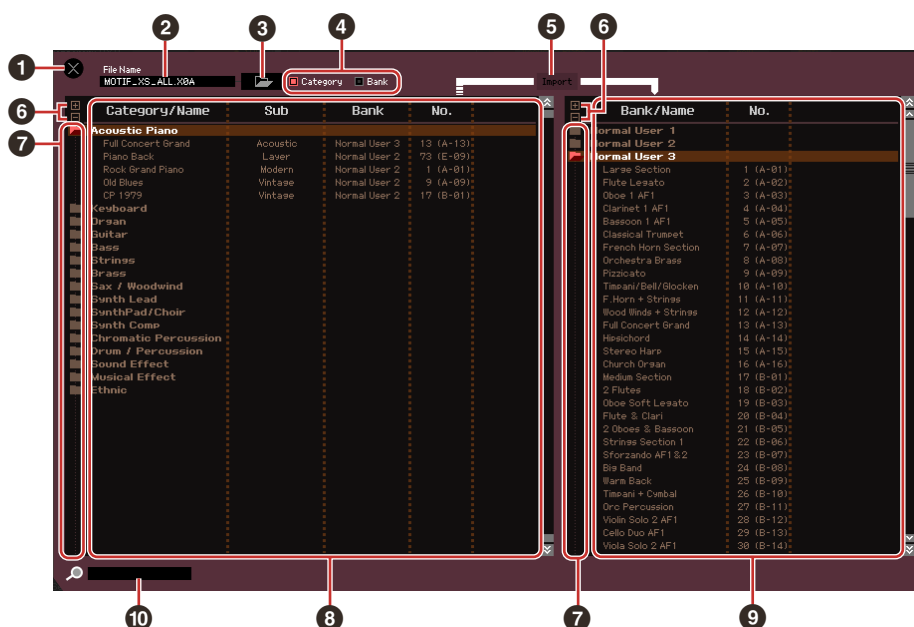 2 3 4 5 6
1
File Name
MOTIF_XS_ALL.X0A
Category Bank
Import
6
7
Category/Name Sub Bank No.
Acoustic Piano
Full Concert Grand Acoustic Normal User 3 13 (A-13)
Piano Back Layer Normal User 2 73 (E-09)
Rock Grand Piano Modern Normal User 2 1 (A-01)
Old Blues Vintage Normal User 2 9 (A-09)
CP 1979 Vintage Normal User 2 17 (B-01)
Keyboard
Organ
Guitar
Bass
Strings
Brass
Sax / Woodwind
Synth Lead
SynthPad/Choir
Synth Comp
Chromatic Percussion
Drum / Percussion
Sound Effect
Musical Effect
Ethnic
Bank/Name No.
Normal User 1
Normal User 2
Normal User 3
Large Section 1 (A-01)
Flute Legato 2 (A-02)
Oboe 1 AF1 3 (A-03)
Clarinet 1 AF1 4 (A-04)
Bassoon 1 AF1 5 (A-05)
Classical Trumpet 6 (A-06)
French Horn Section 7 (A-07)
Orchestra Brass 8 (A-08)
Pizzicato 9 (A-09)
Timpani/Bell/Glocken 10 (A-10)
F.Horn + Strings 11 (A-11)
Wood Winds + Strings 12 (A-12)
Full Concert Grand 13 (A-13)
Hipsichord 14 (A-14)
Stereo Harp 15 (A-15)
Church Organ 16 (A-16)
Medium Section 17 (B-01)
2 Flutes 18 (B-02)
Oboe Soft Legato 19 (B-03)
Flute & Clari 20 (B-04)
2 Oboes & Bassoon 21 (B-05)
Strings Section 1 22 (B-06)
Sforzando AF1&2 23 (B-07)
Big Band 24 (B-08)
Warm Back 25 (B-09)
Timpani + Cymbal 26 (B-10)
Orc Percussion 27 (B-11)
Violin Solo 2 AF1 28 (B-12)
Cello Duo AF1 29 (B-13)
Viola Solo 2 AF1 30 (B-14)
10 8 7 9